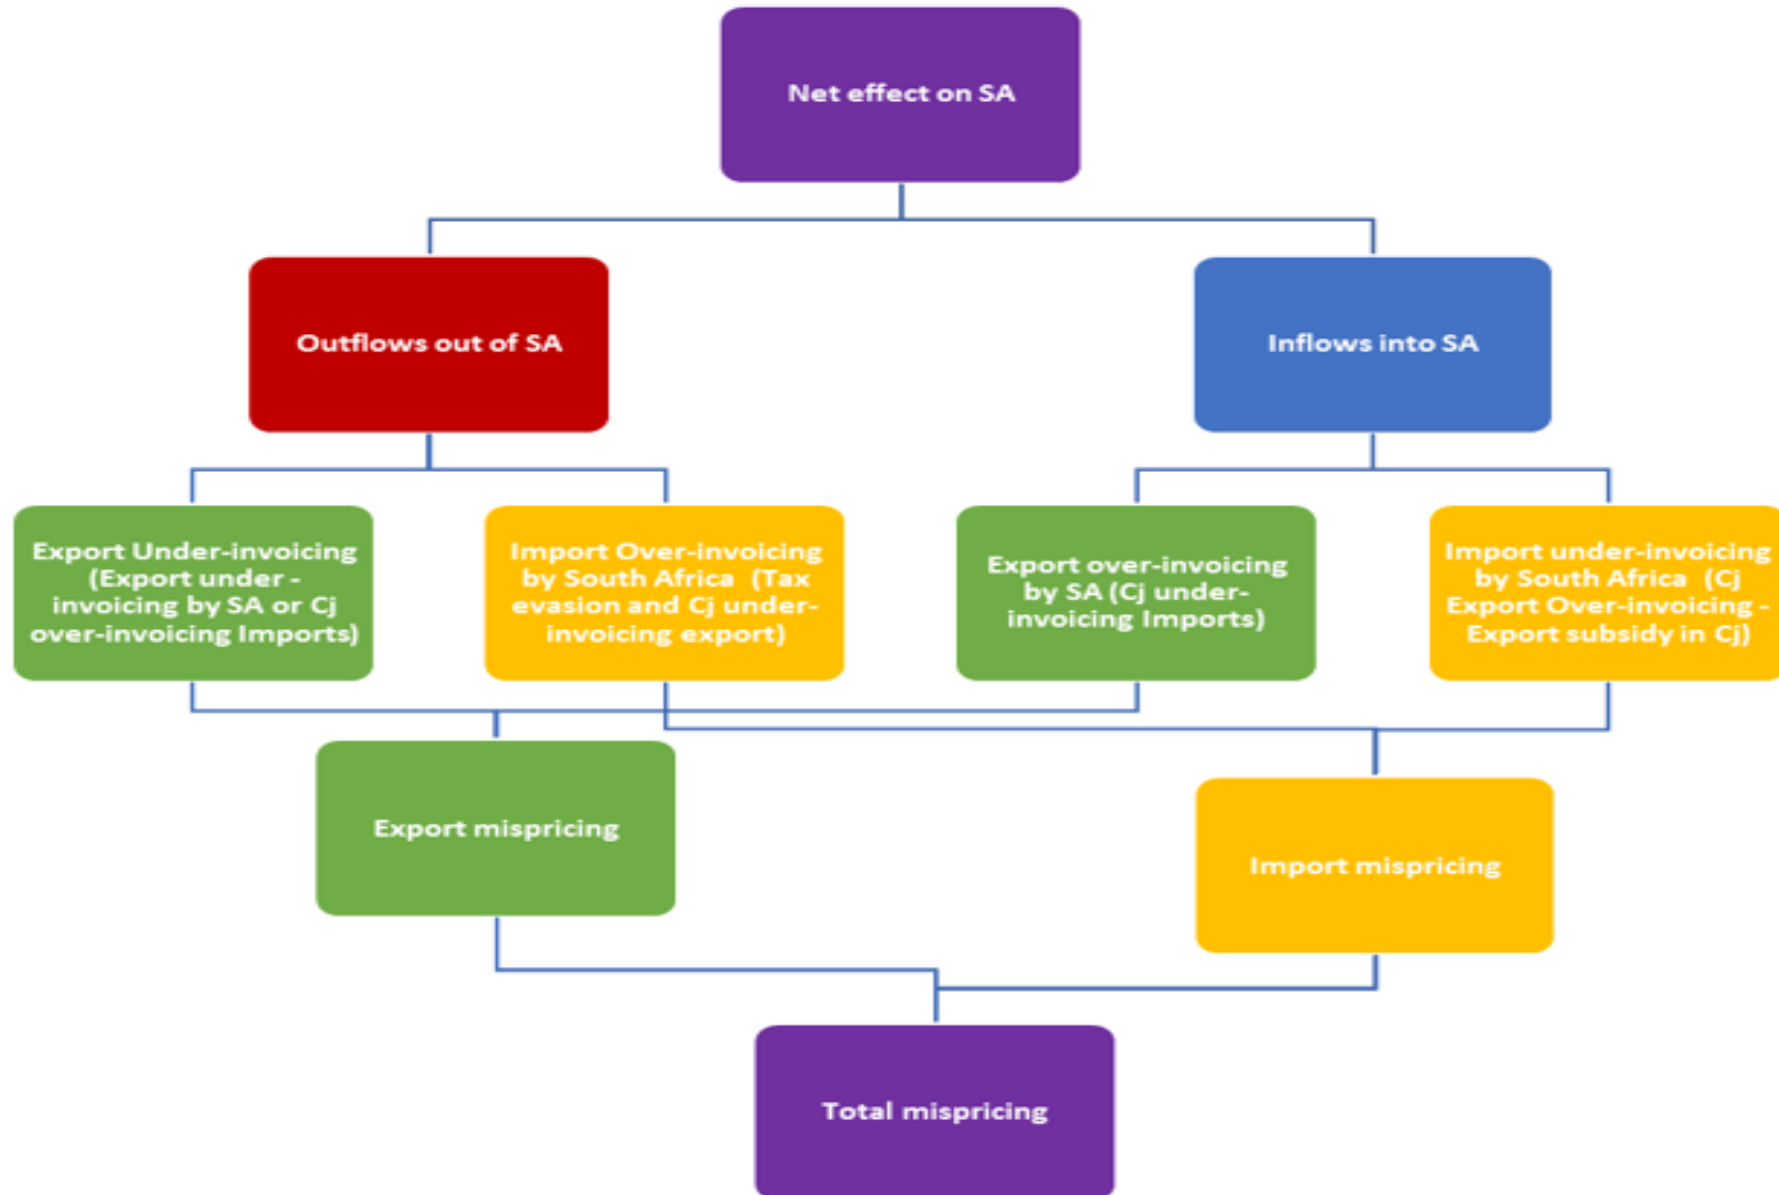 Net effect on SA
Outflows out of SA
Inflows into SA
Export Under-invoicing
(Export under -
invoicing by SA or Cj
over-invoicing Imports)
Import Over-invoicing
by South Africa (Tax
evasion and Cj under-
invoicing export)
Export over-invoicing
by SA (Cj under-
invoicing Imports)
Import under-invoicing
by South Africa (Cj
Export Over-invoicing -
Export subsidy in Cj)
Export mispricing
Import mispricing
Total mispricing